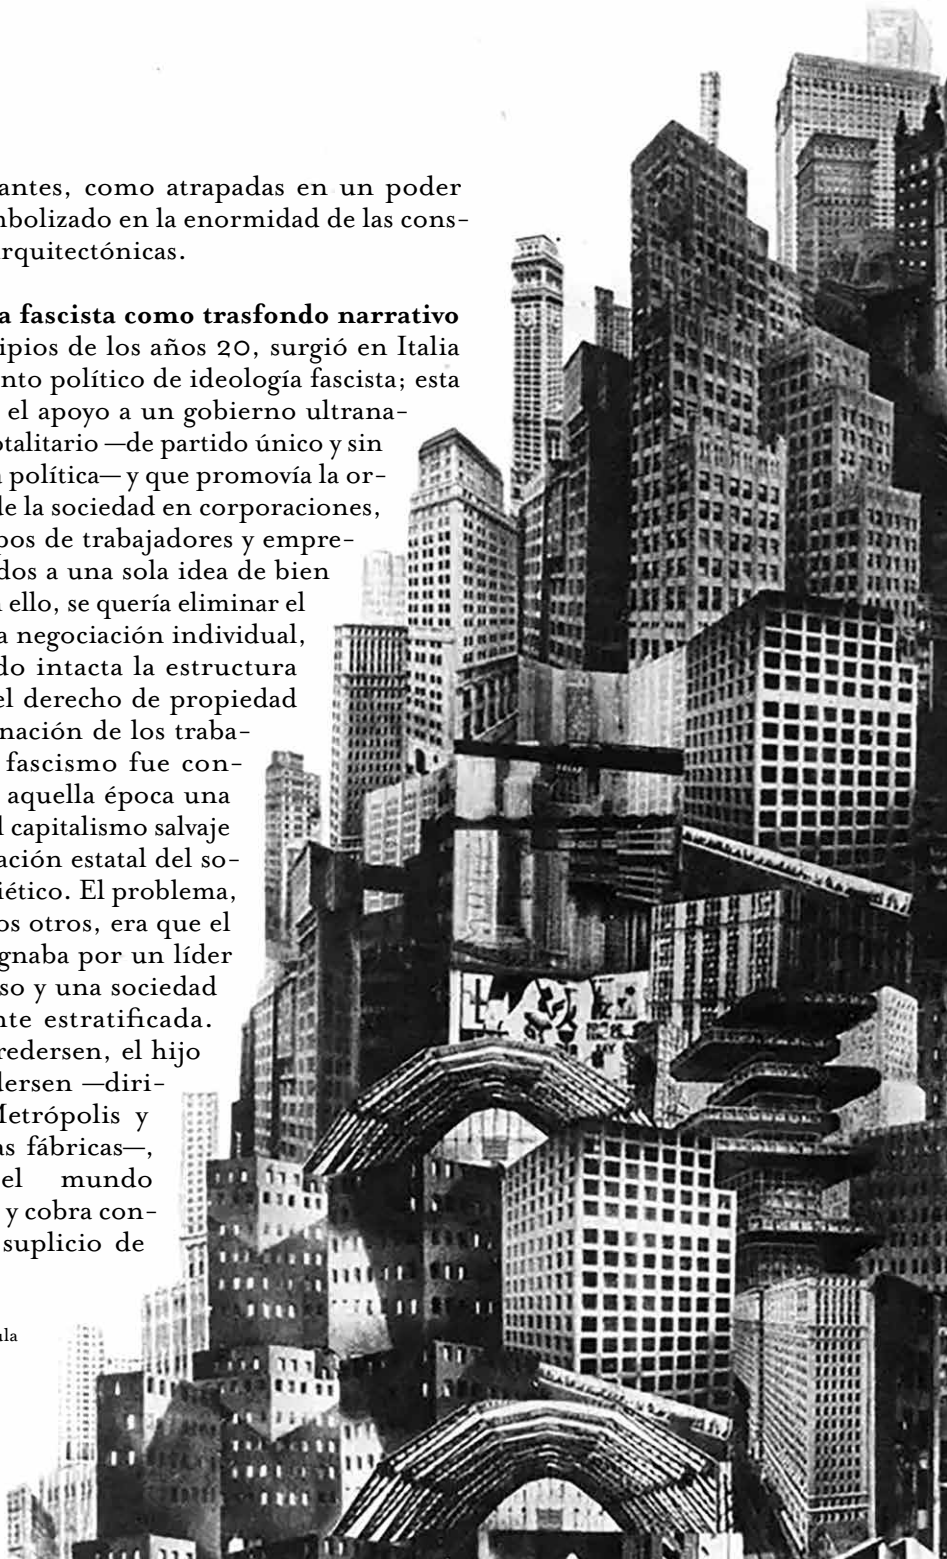 antes, como atrapadas en un poder
nbolizado en la enormidad de las cons-
rquitectónicas.
a fascista como trasfondo narrativo
ipios de los años 20, surgió en Italia
nto político de ideología fascista; esta
el apoyo a un gobierno ultrana-
otalitario —de partido único y sin
n política— y que promovía la or-
de la sociedad en corporaciones,
pos de trabajadores y empre-
dos a una sola idea de bien
n ello, se quería eliminar el
a negociación individual,
do intacta la estructura
el derecho de propiedad
nación de los traba-
fascismo fue con-
aquella época una
l capitalismo salvaje
ación estatal del so-
iético. El problema,
os otros, era que el
gnaba por un líder
so y una sociedad
nte estratificada.
redersen, el hijo
dersen —diri-
Metrópolis y
as fábricas—,
el mundo
y cobra con-
suplicio de
ula